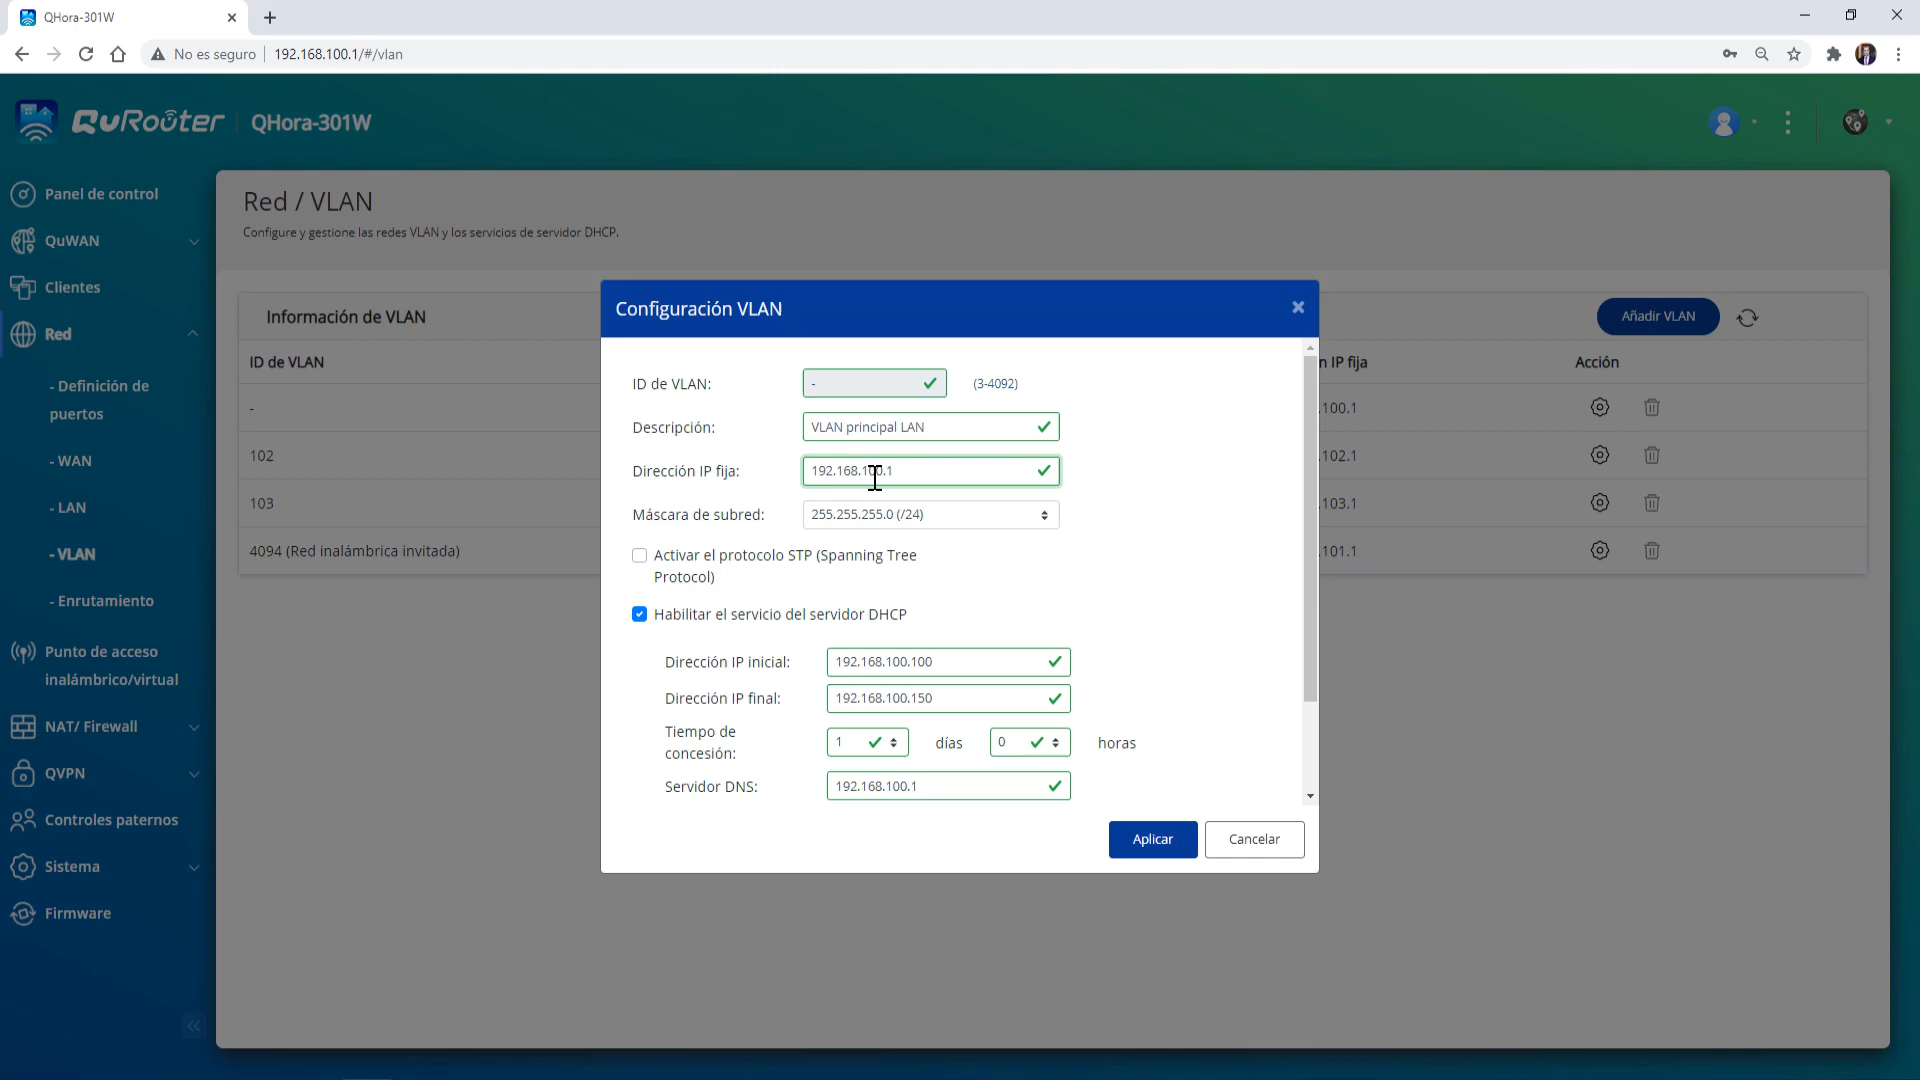 QHora-301W
No es seguro
192.168.100.1/#/vlan
QuRouter
QHora-301W
Panel de control
QuWAN
Clientes
Red
- Definición de
puertos
- WAN
- LAN
- VLAN
- Enrutamiento
Punto de acceso
inalámbrico/virtual
NAT/ Firewall
QVPN
Controles paternos
Sistema
Firmware
Red / VLAN
Configure y gestione las redes VLAN y los servicios de servidor DHCP.
Información de VLAN
Añadir VLAN
ID de VLAN
n IP fija
Acción
-
.100.1
102
.102.1
103
.103.1
4094 (Red inalámbrica invitada)
.101.1
Configuración VLAN
ID de VLAN:
-
(3-4092)
Descripción:
VLAN principal LAN
Dirección IP fija:
192.168.100.1
Máscara de subred:
255.255.255.0 (/24)
Activar el protocolo STP (Spanning Tree
Protocol)
Habilitar el servicio del servidor DHCP
Dirección IP inicial:
192.168.100.100
Dirección IP final:
192.168.100.150
Tiempo de
concesión:
1
días
0
horas
Servidor DNS:
192.168.100.1
Aplicar
Cancelar